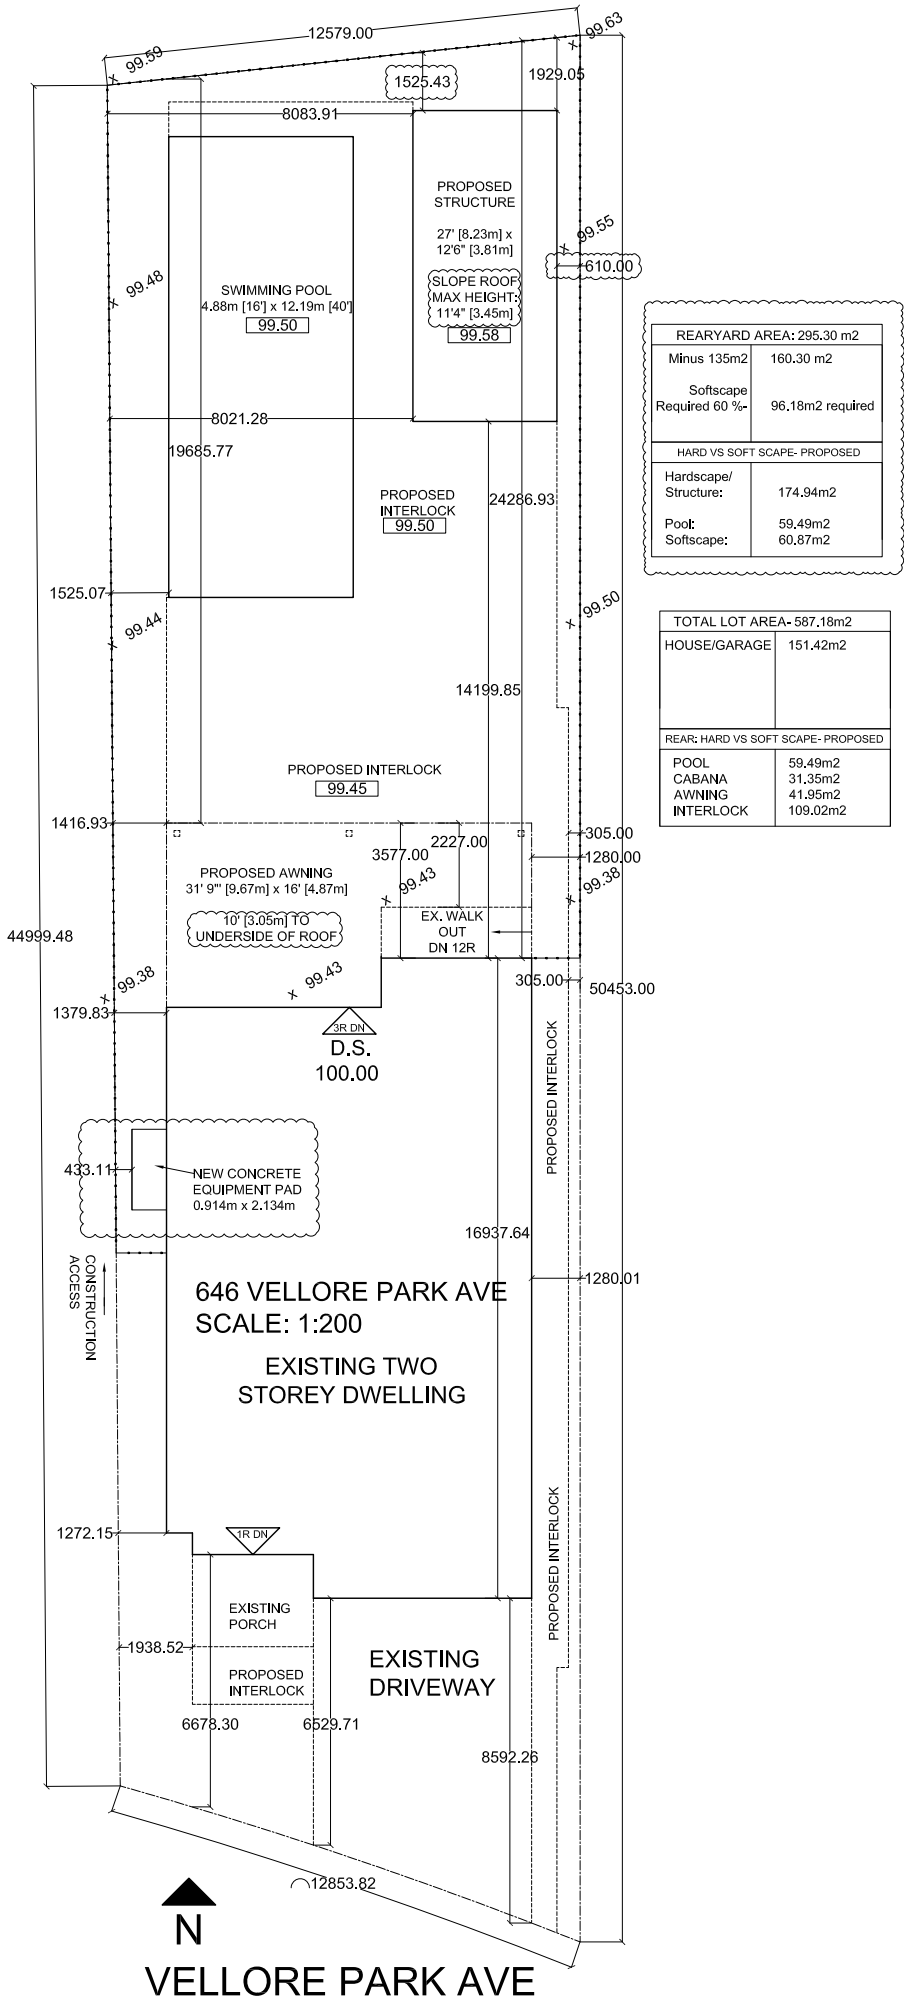 12579.00
99.63
99.59
1525.43
1929.05
8083.91
PROPOSED
STRUCTURE
27' [8.23m] x
12'6" [3.81m]
SLOPE ROOF
MAX HEIGHT:
11'4" [3.45m]
99.58
99.55
610.00
99.48
SWIMMING POOL
4.88m [16'] x 12.19m [40']
99.50
REARYARD AREA: 295.30 m2
Minus 135m2 160.30 m2
Softscape
Required 60 %- 96.18m2 required
HARD VS SOFT SCAPE- PROPOSED
Hardscape/
Structure: 174.94m2
Pool: 59.49m2
Softscape: 60.87m2
8021.28
19685.77
24286.93
PROPOSED
INTERLOCK
99.50
1525.07
99.44
99.50
TOTAL LOT AREA- 587.18m2
HOUSE/GARAGE 151.42m2
REAR: HARD VS SOFT SCAPE- PROPOSED
POOL 59.49m2
CABANA 31.35m2
AWNING 41.95m2
INTERLOCK 109.02m2
14199.85
PROPOSED INTERLOCK
99.45
1416.93
305.00
2227.00
3577.00
1280.00
PROPOSED AWNING
31' 9'" [9.67m] x 16' [4.87m]
99.43
99.38
10' [3.05m] TO
UNDERSIDE OF ROOF
EX. WALK
OUT
DN 12R
44999.48
99.38
99.43
305.00
50453.00
1379.83
3R DN
D.S.
100.00
PROPOSED INTERLOCK
433.11
NEW CONCRETE
EQUIPMENT PAD
0.914m x 2.134m
16937.64
CONSTRUCTION
ACCESS
1280.01
646 VELLORE PARK AVE
SCALE: 1:200
EXISTING TWO
STOREY DWELLING
1272.15
1R DN
PROPOSED INTERLOCK
EXISTING
PORCH
1938.52
EXISTING
DRIVEWAY
PROPOSED
INTERLOCK
6678.30
6529.71
8592.26
12853.82
N
VELLORE PARK AVE